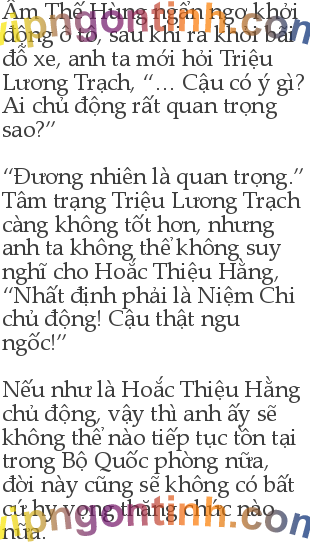 Âm Thế Hùng ngẩn ngơ khởi
động ô tô, sau khi ra khỏi bãi
đỗ xe, anh ta mới hỏi Triệu
Lương Trạch, “… Cậu có ý gì?
Ai chủ động rất quan trọng
sao?”
“Đương nhiên là quan trọng.”
Tâm trạng Triệu Lương Trạch
càng không tốt hơn, nhưng
anh ta không thể không suy
nghĩ cho Hoắc Thiệu Hằng,
“Nhất định phải là Niệm Chi
chủ động! Cậu thật ngu
ngốc!”
Nếu như là Hoắc Thiệu Hằng
chủ động, vậy thì anh ấy sẽ
không thể nào tiếp tục tồn tại
trong Bộ Quốc phòng nữa,
đời này cũng sẽ không có bất
cứ hy vọng thăng chức nào
nữa.
vipngontinh.com
vipngontinh.com